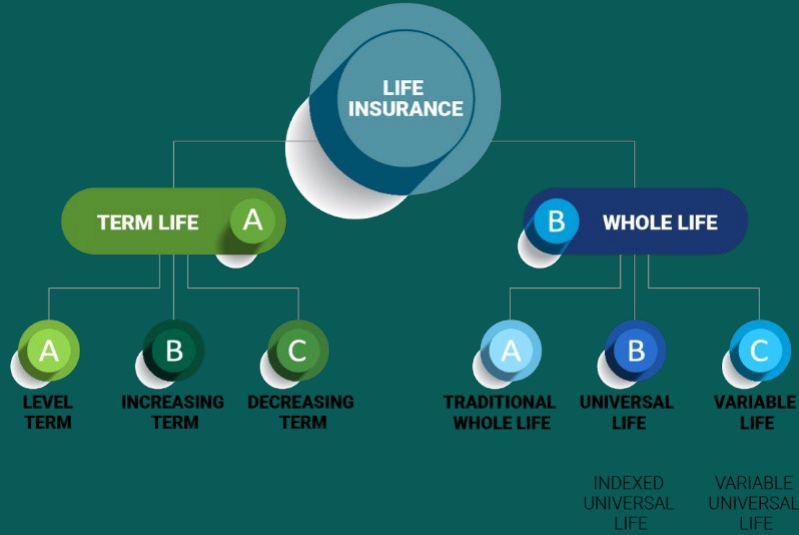 LIFE
INSURANCE
TERM LIFE A
B WHOLE LIFE
A
LEVEL
TERM
B
INCREASING
TERM
C
DECREASING
TERM
A
TRADITIONAL
WHOLE LIFE
B
UNIVERSAL
LIFE
INDEXED
UNIVERSAL
LIFE
C
VARIABLE
LIFE
VARIABLE
UNIVERSAL
LIFE